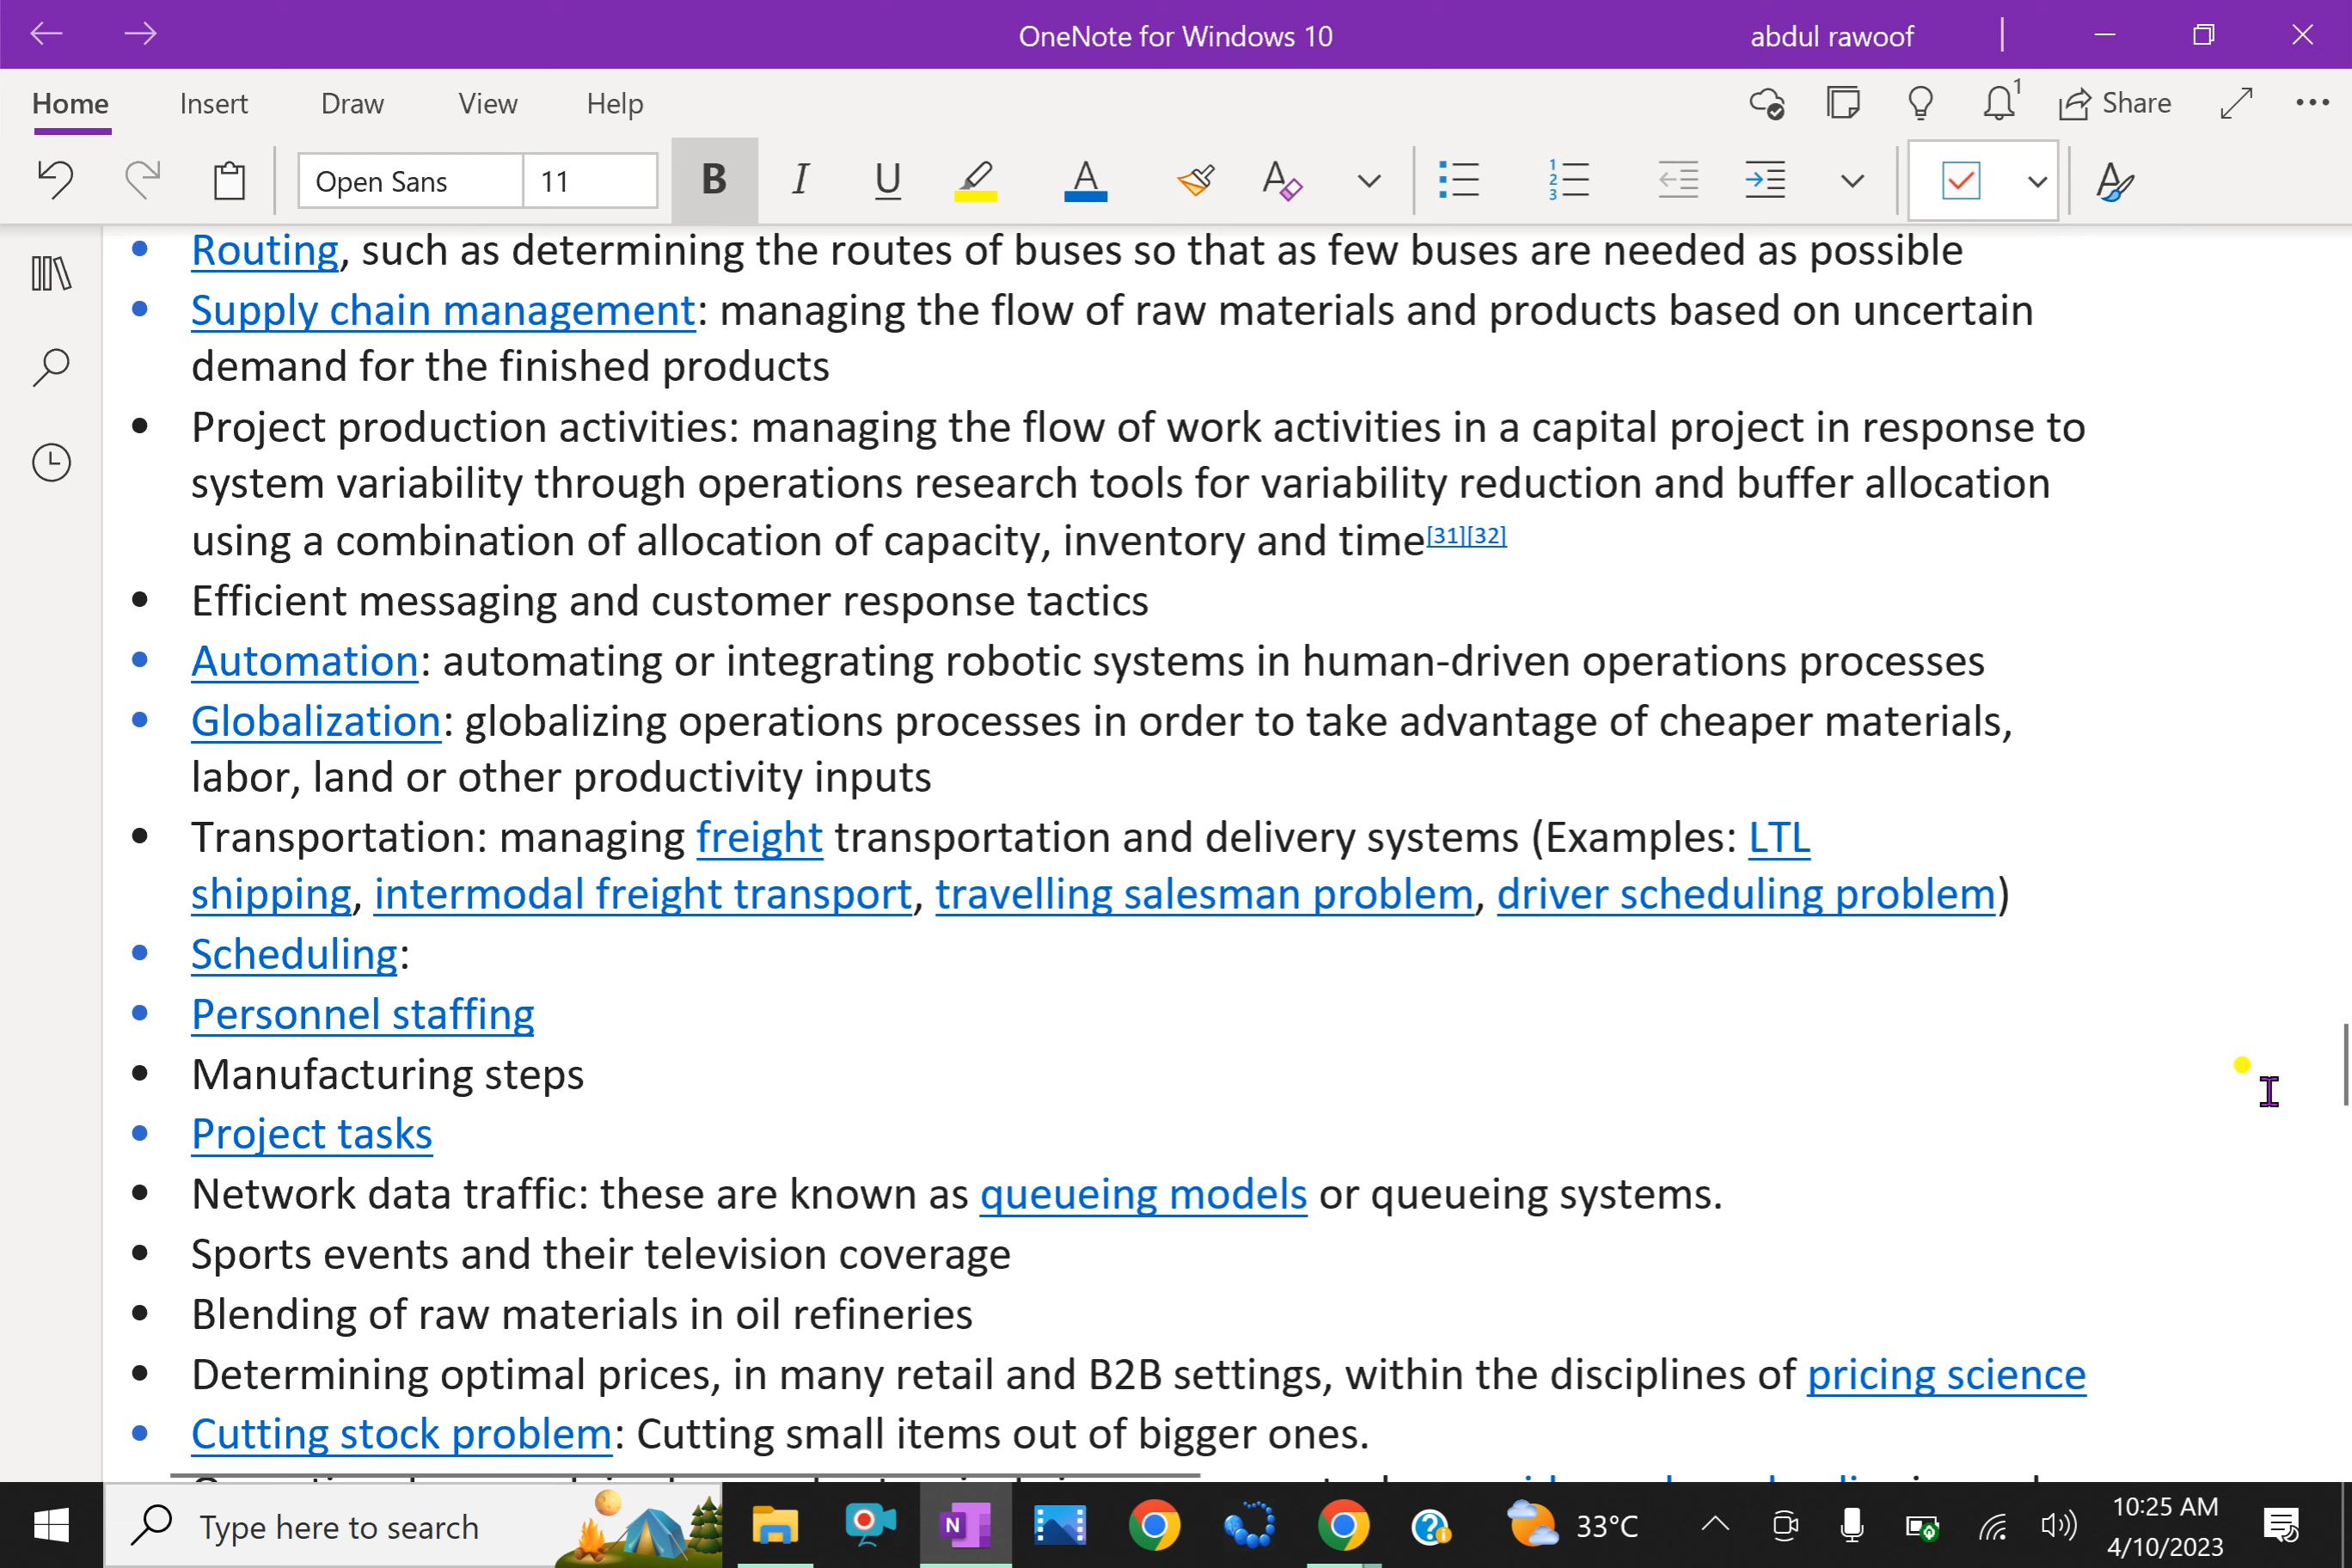 OneNote for Windows 10
abdul rawoof
Home Insert Draw View Help
1
Share
Open Sans 11 B I U A A A
Routing, such as determining the routes of buses so that as few buses are needed as possible
Supply chain management: managing the flow of raw materials and products based on uncertain
demand for the finished products
Project production activities: managing the flow of work activities in a capital project in response to
system variability through operations research tools for variability reduction and buffer allocation
using a combination of allocation of capacity, inventory and time[31][32]
Efficient messaging and customer response tactics
Automation: automating or integrating robotic systems in human-driven operations processes
Globalization: globalizing operations processes in order to take advantage of cheaper materials,
labor, land or other productivity inputs
Transportation: managing freight transportation and delivery systems (Examples: LTL
shipping, intermodal freight transport, travelling salesman problem, driver scheduling problem)
Scheduling:
Personnel staffing
Manufacturing steps
Project tasks
Network data traffic: these are known as queueing models or queueing systems.
Sports events and their television coverage
Blending of raw materials in oil refineries
Determining optimal prices, in many retail and B2B settings, within the disciplines of pricing science
Cutting stock problem: Cutting small items out of bigger ones.
Type here to search
33°C
10:25 AM
4/10/2023